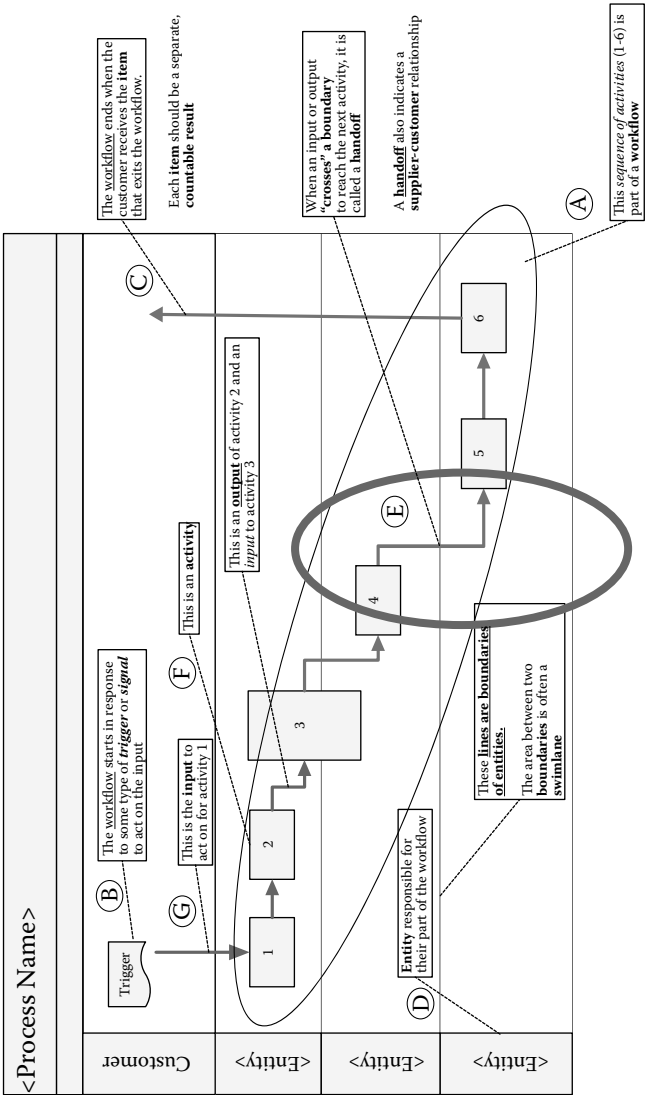 <Process Name>
Customer
<Entity>
<Entity>
<Entity>
Trigger
B
The workflow starts in response
to some type of trigger or signal
to act on the input
G
This is the input to
act on for activity 1
F
This is an activity
This is an output of activity 2 and an
input to activity 3
C
The workflow ends when the
customer receives the item
that exits the workflow.
Each item should be a separate,
countable result
1
2
3
4
5
6
E
When an input or output
“crosses” a boundary
to reach the next activity, it is
called a handoff
A handoff also indicates a
supplier-customer relationship
D
Entity responsible for
their part of the workflow
These lines are boundaries
of entities.
The area between two
boundaries is often a
swimlane
A
This sequence of activities (1-6) is
part of a workflow